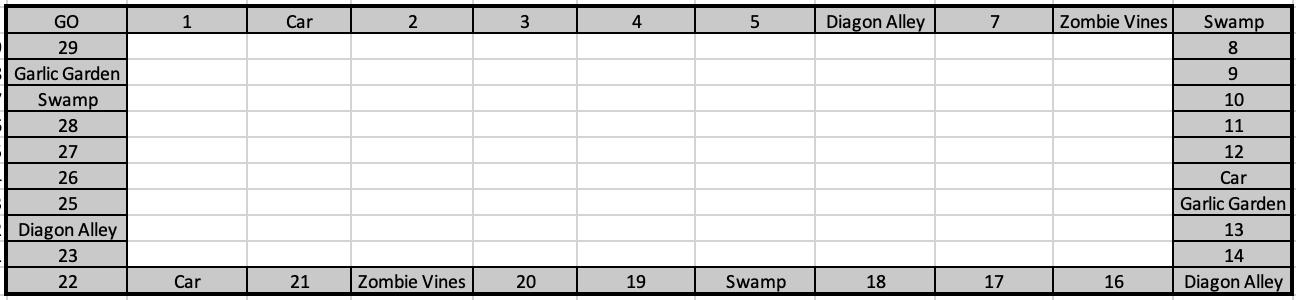 GO 1 Car 2 3 4 5 Diagon Alley 7 Zombie Vines Swamp
29 8
Garlic Garden 9
Swamp 10
28 11
27 12
26 Car
25 Garlic Garden
Diagon Alley 13
23 14
22 Car 21 Zombie Vines 20 19 Swamp 18 17 16 Diagon Alley